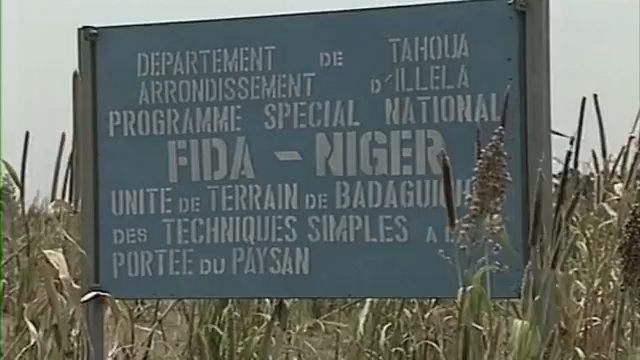 DEPARTEMENT DE TAHOUA
ARRONDISSEMENT D'ILLELA
PROGRAMME SPECIAL NATIONAL
FIDA - NIGER
UNITE DE TERRAIN DE
DES TECHNIQUES SIMPLES A
PORTEE DU PAYSAN